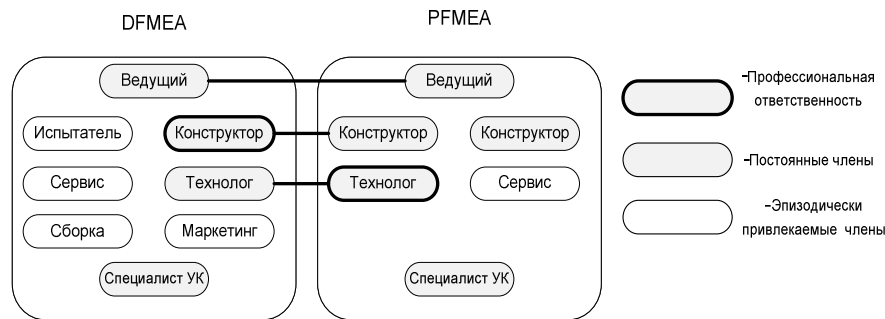 DFMEA
PFMEA
Ведущий
Ведущий
Испытатель
Конструктор
Конструктор
Конструктор
Сервис
Технолог
Технолог
Сервис
Сборка
Маркетинг
Специалист УК
Специалист УК
-Профессиональная
ответственность
-Постоянные члены
-Эпизодически
привлекаемые члены